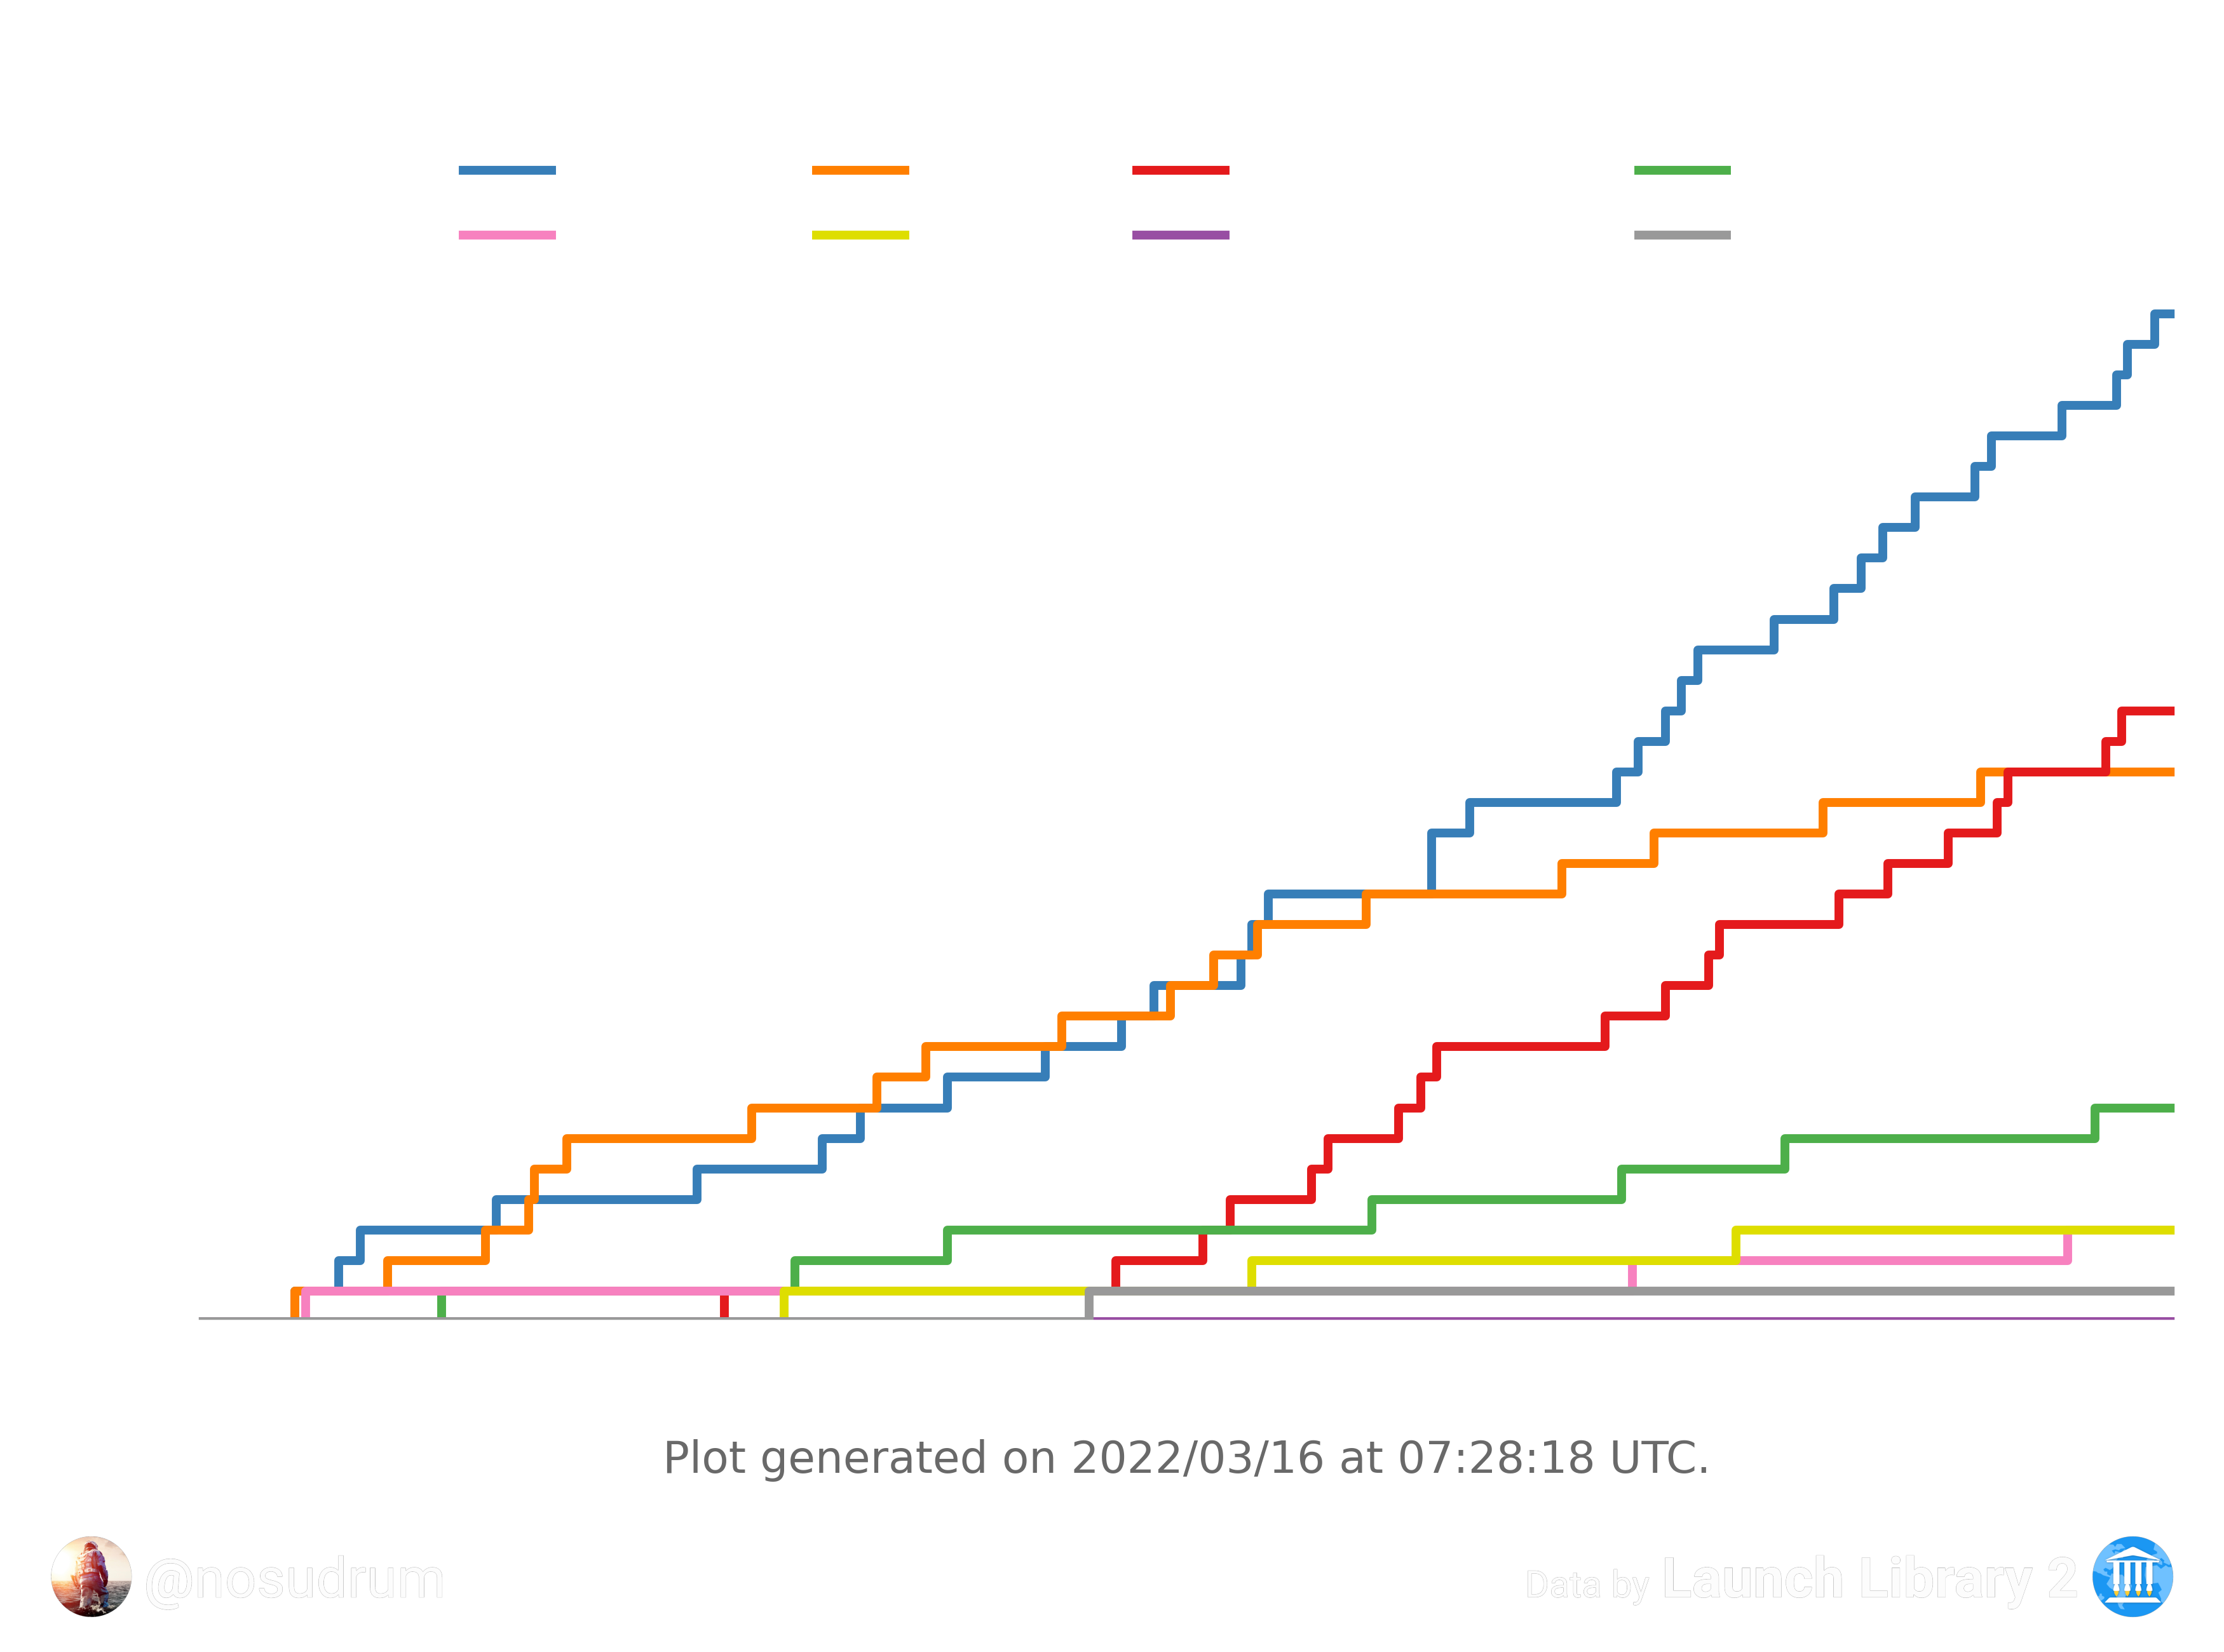 Plot generated on 2022/03/16 at 07:28:18 UTC.
@nosudrum
Data by Launch Library 2